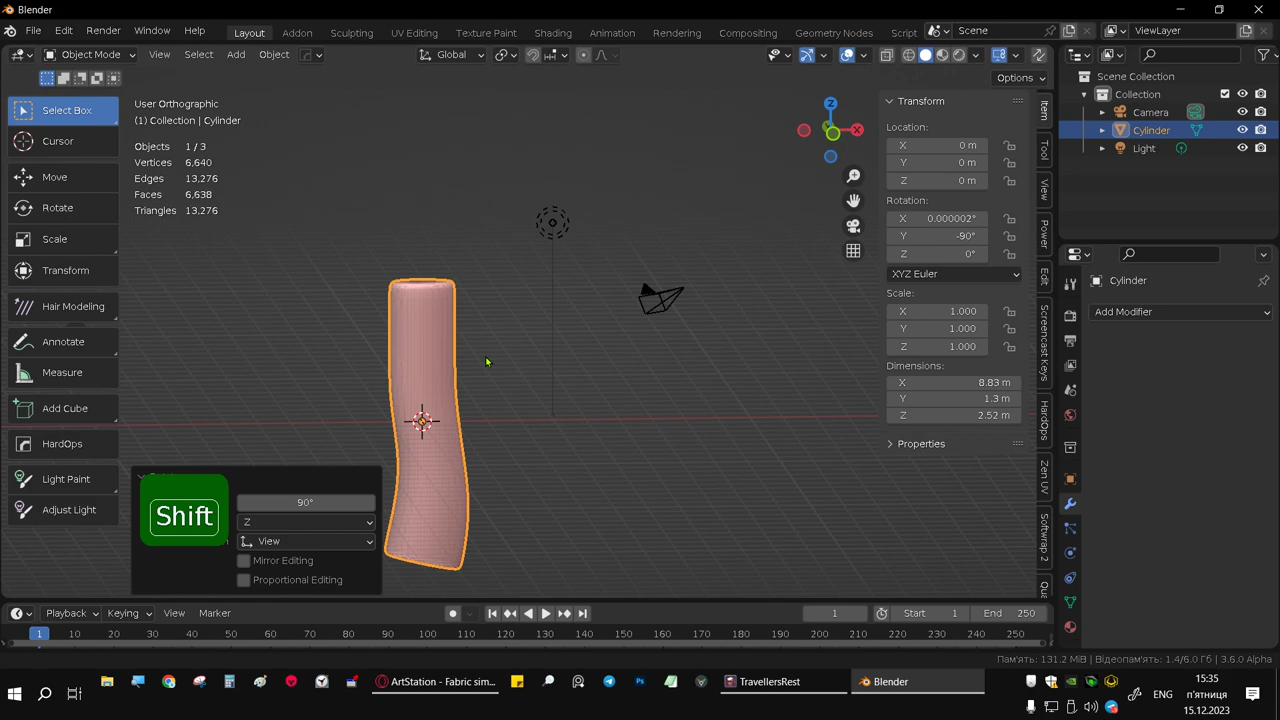 Blender
File Edit Render Window Help Layout Addon Sculpting UV Editing Texture Paint Shading Animation Rendering Compositing Geometry Nodes Script Scene ViewLayer
Object Mode View Select Add Object Global
Options
Select Box
Cursor
Move
Rotate
Scale
Transform
Hair Modeling
Annotate
Measure
Add Cube
HardOps
Light Paint
Adjust Light
User Orthographic
(1) Collection | Cylinder
Objects 1 / 3
Vertices 6,640
Edges 13,276
Faces 6,638
Triangles 13,276
Z
X
Shift
90°
Z
View
Mirror Editing
Proportional Editing
Transform
Location:
X 0 m
Y 0 m
Z 0 m
Rotation:
X 0.000002°
Y -90°
Z 0°
XYZ Euler
Scale:
X 1.000
Y 1.000
Z 1.000
Dimensions:
X 8.83 m
Y 1.3 m
Z 2.52 m
Properties
Item
Tool
View
Power
Edit
Screencast Keys
HardOps
Zen UV
Softwrap 2
Qua
Scene Collection
Collection
Camera
Cylinder
Light
Cylinder
Add Modifier
Playback Keying View Marker 1 Start 1 End 250
1 10 20 30 40 50 60 70 80 90 100 110 120 130 140 150 160 170 180 190 200 210 220 230 240 250
Пам'ять: 131.2 MiB | Відеопам'ять: 1.4/6.0 Гб | 3.6.0 Alpha
ArtStation - Fabric sim... TravellersRest Blender
ENG
15:35
п'ятниця
15.12.2023